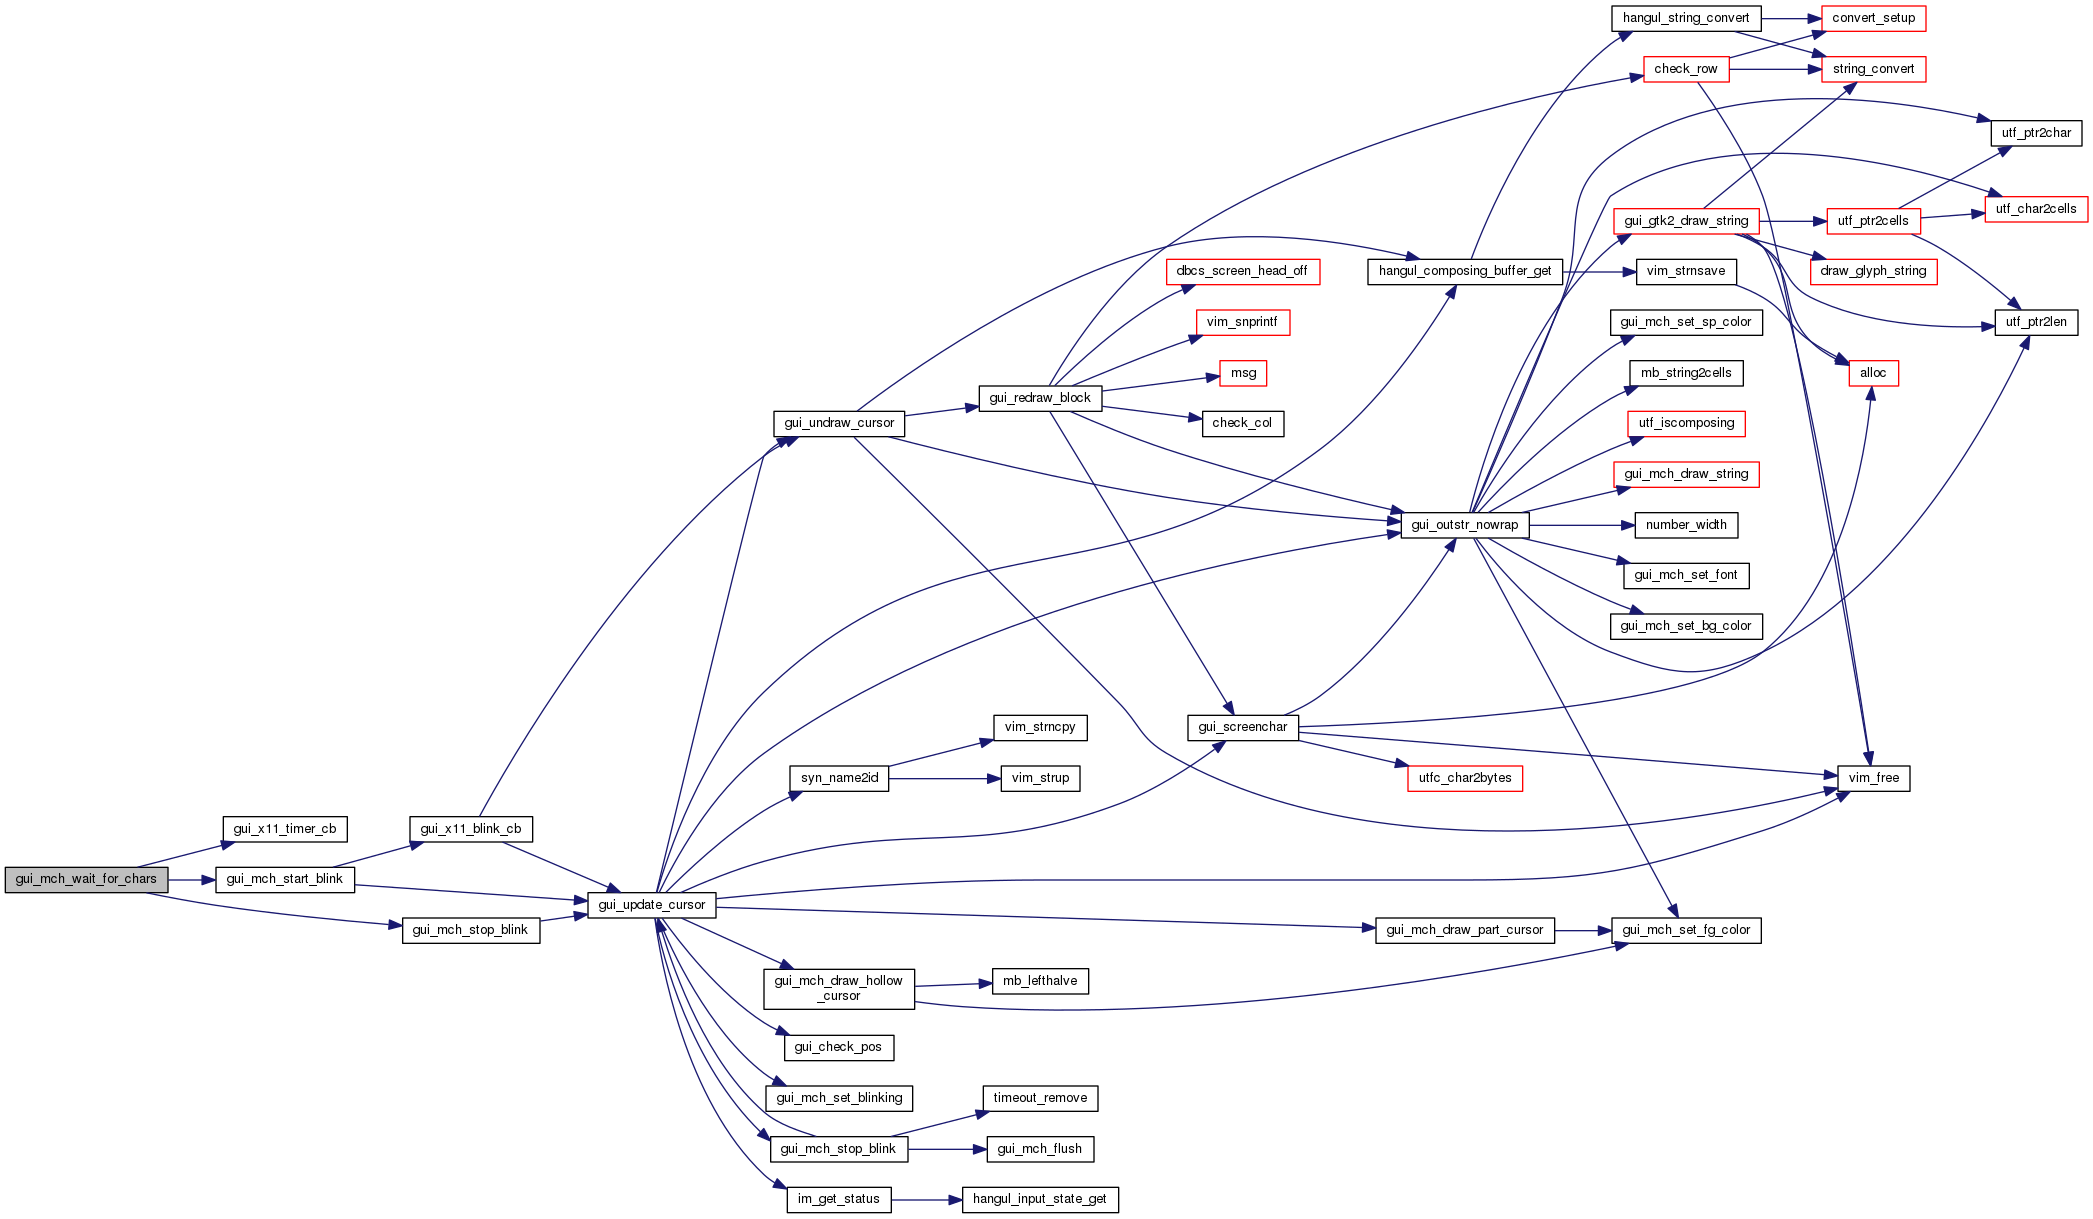 hangul_string_convert
convert_setup
check_row
string_convert
utf_ptr2char
utf_char2cells
gui_gtk2_draw_string
utf_ptr2cells
hangul_composing_buffer_get
vim_strnsave
draw_glyph_string
dbcs_screen_head_off
vim_snprintf
gui_mch_set_sp_color
utf_ptr2len
msg
mb_string2cells
alloc
gui_redraw_block
gui_undraw_cursor
check_col
utf_iscomposing
gui_mch_draw_string
gui_outstr_nowrap
number_width
gui_mch_set_font
gui_mch_set_bg_color
vim_strncpy
gui_screenchar
syn_name2id
vim_strup
utfc_char2bytes
vim_free
gui_x11_timer_cb
gui_x11_blink_cb
gui_mch_wait_for_chars
gui_mch_start_blink
gui_update_cursor
gui_mch_stop_blink
gui_mch_draw_part_cursor
gui_mch_set_fg_color
gui_mch_draw_hollow
_cursor
mb_lefthalve
gui_check_pos
gui_mch_set_blinking
timeout_remove
gui_mch_stop_blink
gui_mch_flush
im_get_status
hangul_input_state_get